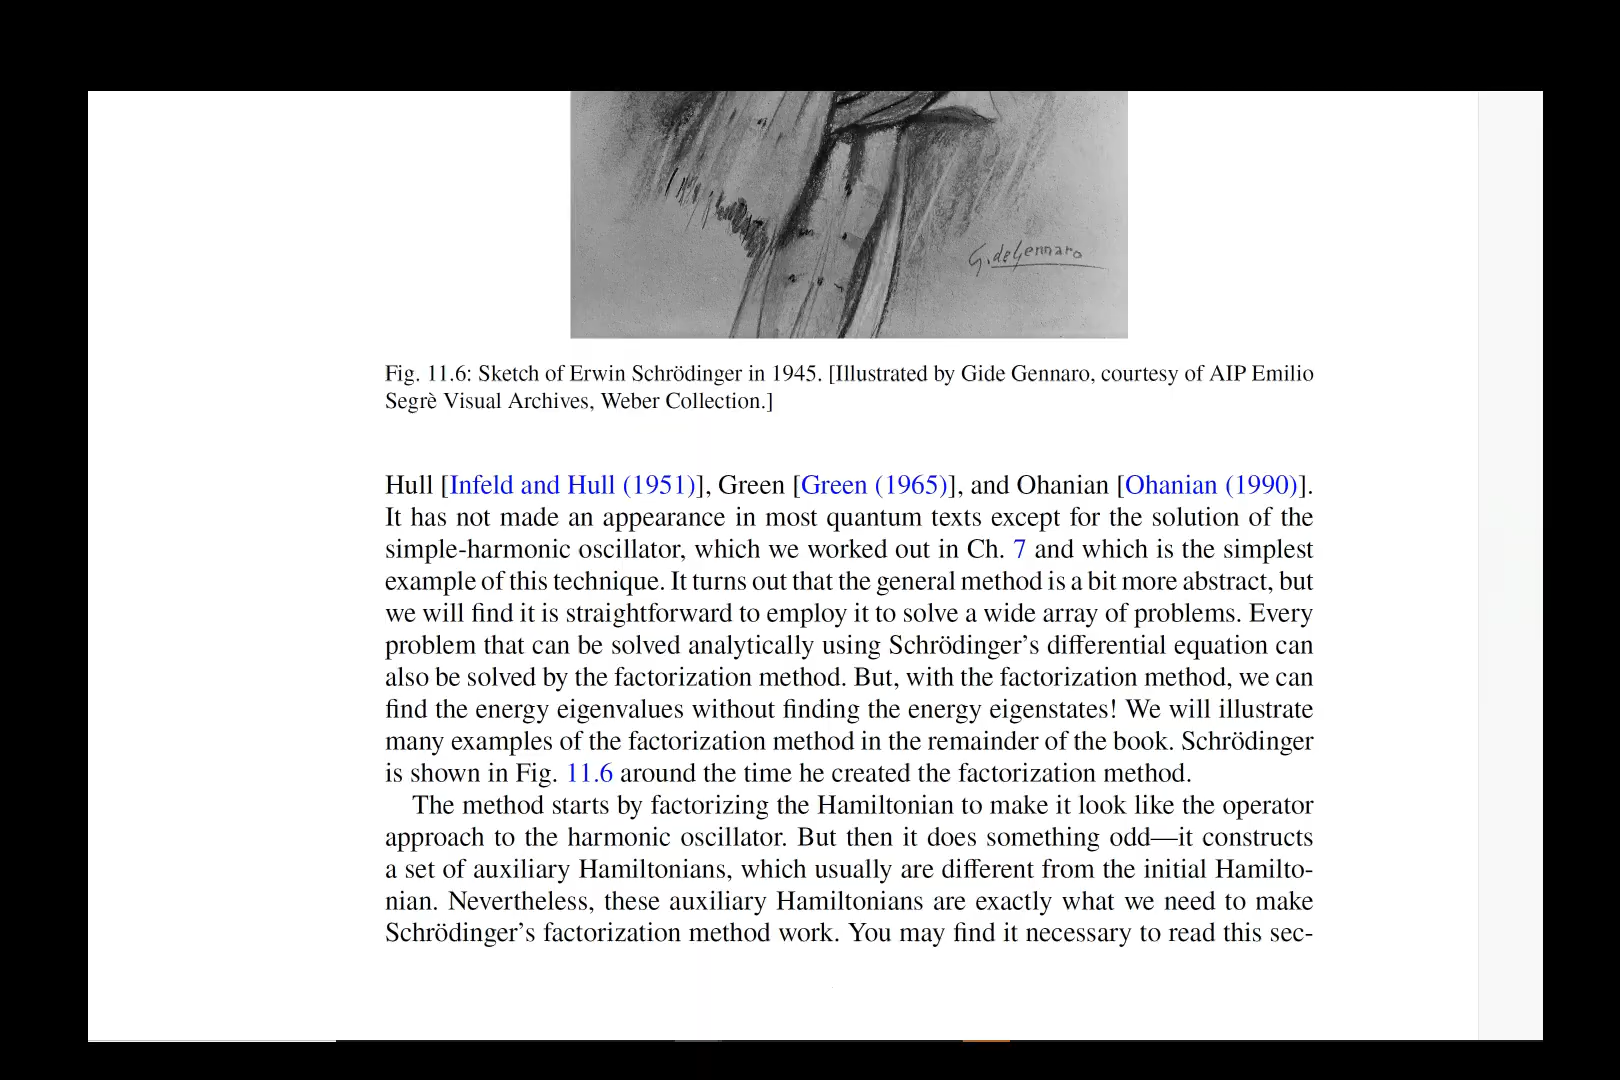 G. deGennaro
Fig. 11.6: Sketch of Erwin Schrödinger in 1945. [Illustrated by Gide Gennaro, courtesy of AIP Emilio
Segrè Visual Archives, Weber Collection.]
Hull [Infeld and Hull (1951)], Green [Green (1965)], and Ohanian [Ohanian (1990)].
It has not made an appearance in most quantum texts except for the solution of the
simple-harmonic oscillator, which we worked out in Ch. 7 and which is the simplest
example of this technique. It turns out that the general method is a bit more abstract, but
we will find it is straightforward to employ it to solve a wide array of problems. Every
problem that can be solved analytically using Schrödinger’s differential equation can
also be solved by the factorization method. But, with the factorization method, we can
find the energy eigenvalues without finding the energy eigenstates! We will illustrate
many examples of the factorization method in the remainder of the book. Schrödinger
is shown in Fig. 11.6 around the time he created the factorization method.
The method starts by factorizing the Hamiltonian to make it look like the operator
approach to the harmonic oscillator. But then it does something odd—it constructs
a set of auxiliary Hamiltonians, which usually are different from the initial Hamilto-
nian. Nevertheless, these auxiliary Hamiltonians are exactly what we need to make
Schrödinger’s factorization method work. You may find it necessary to read this sec-